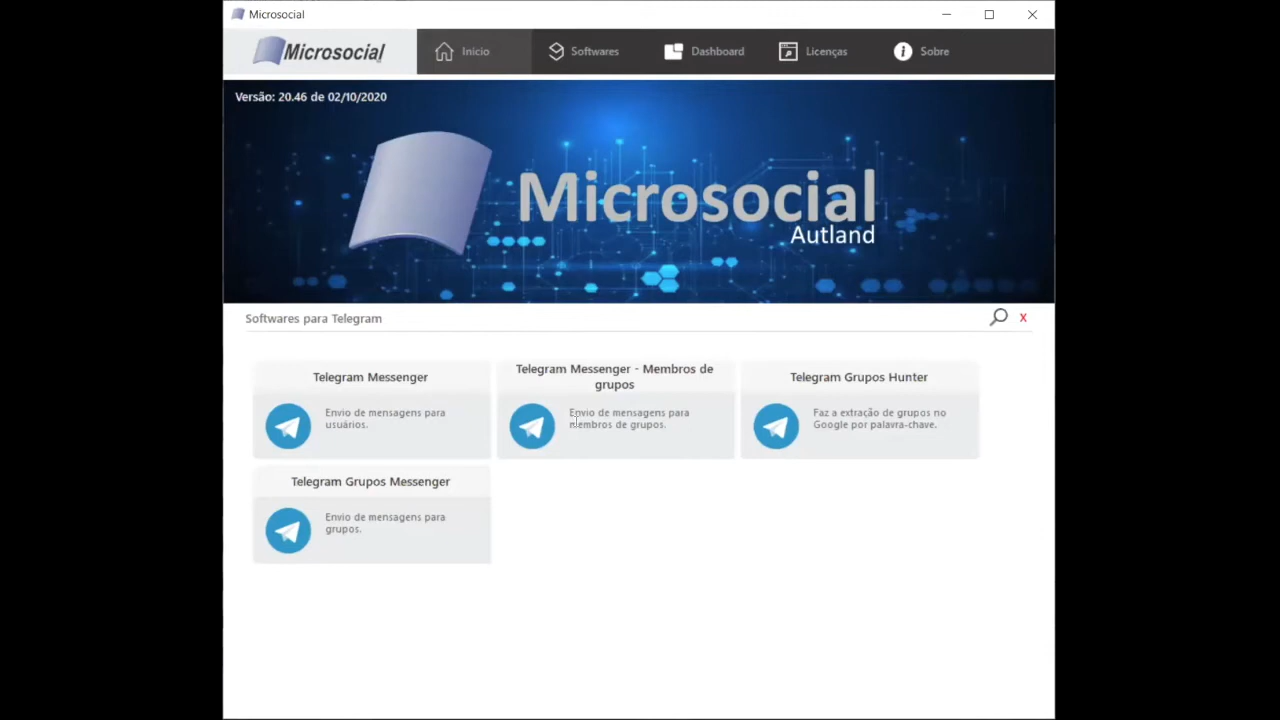 Microsocial
Microsocial
Início
Softwares
Dashboard
Licenças
Sobre
Versão: 20.46 de 02/10/2020
Microsocial
Autland
Softwares para Telegram
X
Telegram Messenger
Envio de mensagens para
usuários.
Telegram Messenger - Membros de
grupos
Envio de mensagens para
membros de grupos.
Telegram Grupos Hunter
Faz a extração de grupos no
Google por palavra-chave.
Telegram Grupos Messenger
Envio de mensagens para
grupos.